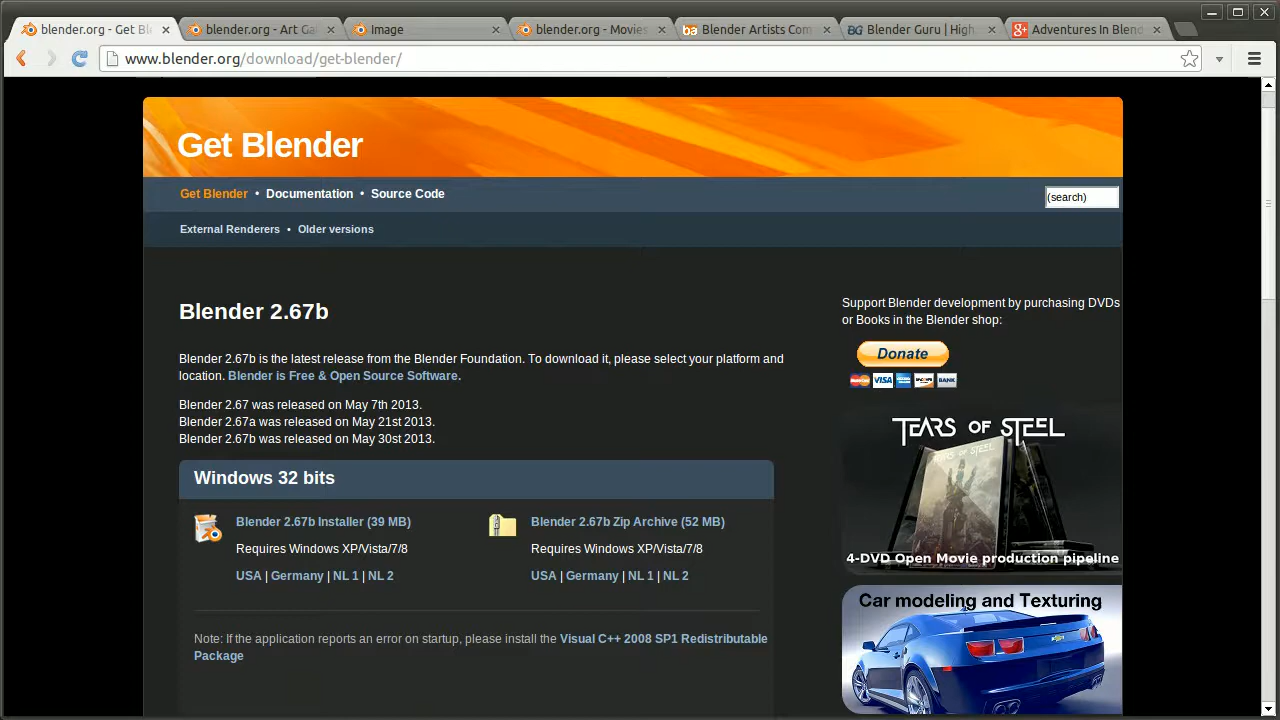 blender.org - Get Bl
blender.org - Art Ga
Image
blender.org - Movies
Blender Artists Com
BG
Blender Guru | High
Adventures In Blend
www.blender.org/download/get-blender/
Get Blender
Get Blender • Documentation • Source Code
(search)
External Renderers • Older versions
Blender 2.67b
Blender 2.67b is the latest release from the Blender Foundation. To download it, please select your platform and
location. Blender is Free & Open Source Software.
Blender 2.67 was released on May 7th 2013.
Blender 2.67a was released on May 21st 2013.
Blender 2.67b was released on May 30st 2013.
Windows 32 bits
Blender 2.67b Installer (39 MB)
Requires Windows XP/Vista/7/8
USA | Germany | NL 1 | NL 2
Blender 2.67b Zip Archive (52 MB)
Requires Windows XP/Vista/7/8
USA | Germany | NL 1 | NL 2
Note: If the application reports an error on startup, please install the Visual C++ 2008 SP1 Redistributable
Package
Support Blender development by purchasing DVDs
or Books in the Blender shop:
Donate
VISA
BANK
TEARS OF STEEL
TEARS OF STEEL
4-DVD Open Movie production pipeline
Car modeling and Texturing